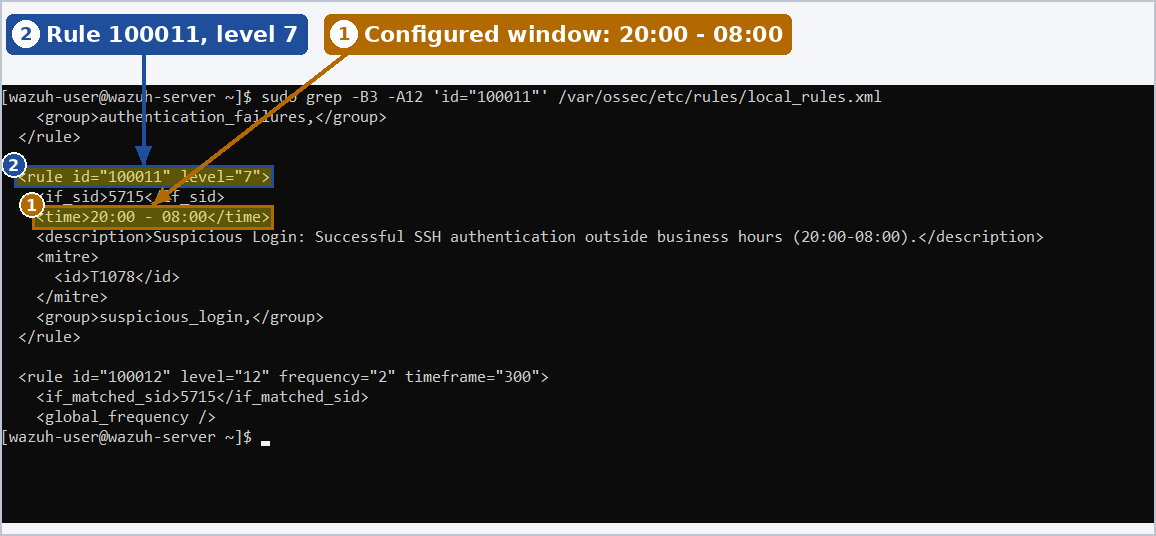 2 Rule 100011, level 7
1 Configured window: 20:00 - 08:00
[wazuh-user@wazuh-server ~]$ sudo grep -B3 -A12 'id="100011"' /var/ossec/etc/rules/local_rules.xml
    <group>authentication_failures,</group>
  </rule>
2
  <rule id="100011" level="7">
    <if_sid>5715</if_sid>
1
    <time>20:00 - 08:00</time>
    <description>Suspicious Login: Successful SSH authentication outside business hours (20:00-08:00).</description>
    <mitre>
      <id>T1078</id>
    </mitre>
    <group>suspicious_login,</group>
  </rule>
  <rule id="100012" level="12" frequency="2" timeframe="300">
    <if_matched_sid>5715</if_matched_sid>
    <global_frequency />
[wazuh-user@wazuh-server ~]$